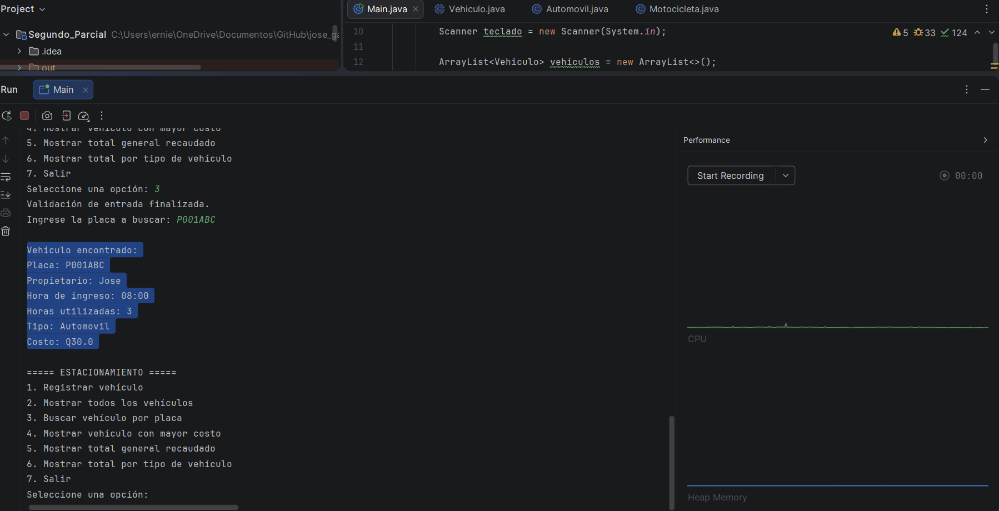 Project
Main.java
Vehiculo.java
Automovil.java
Motocicleta.java
Segundo_Parcial C:\Users\ernie\OneDrive\Documentos\GitHub\jose_ga
.idea
out
10 Scanner teclado = new Scanner(System.in);
5 33 124
11
12 ArrayList<Vehiculo> vehiculos = new ArrayList<>();
Run Main
4. Mostrar vehículo con mayor costo
5. Mostrar total general recaudado
6. Mostrar total por tipo de vehículo
7. Salir
Seleccione una opción: 3
Validación de entrada finalizada.
Ingrese la placa a buscar: P001ABC
Vehículo encontrado:
Placa: P001ABC
Propietario: Jose
Hora de ingreso: 08:00
Horas utilizadas: 3
Tipo: Automovil
Costo: Q30.0
===== ESTACIONAMIENTO =====
1. Registrar vehículo
2. Mostrar todos los vehículos
3. Buscar vehículo por placa
4. Mostrar vehículo con mayor costo
5. Mostrar total general recaudado
6. Mostrar total por tipo de vehículo
7. Salir
Seleccione una opción:
Performance
Start Recording
00:00
CPU
Heap Memory